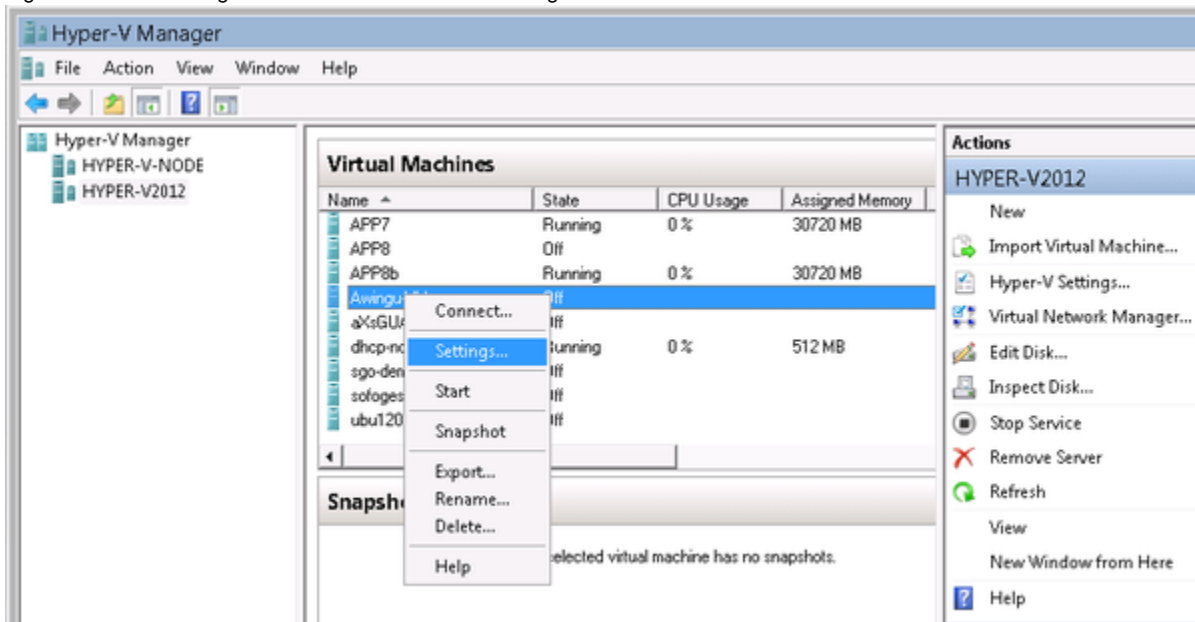 Hyper-V Manager
File Action View Window Help
Hyper-V Manager
HYPER-V-NODE
HYPER-V2012
Virtual Machines
Name State CPU Usage Assigned Memory
APP7 Running 0 % 30720 MB
APP8 Off
APP8b Running 0 % 30720 MB
Off
Connect...
Settings...
0 % 512 MB
Start
Snapshot
Export...
Rename...
Delete...
Help
selected virtual machine has no snapshots.
Actions
HYPER-V2012
New
Import Virtual Machine...
Hyper-V Settings...
Virtual Network Manager...
Edit Disk...
Inspect Disk...
Stop Service
Remove Server
Refresh
View
New Window from Here
Help